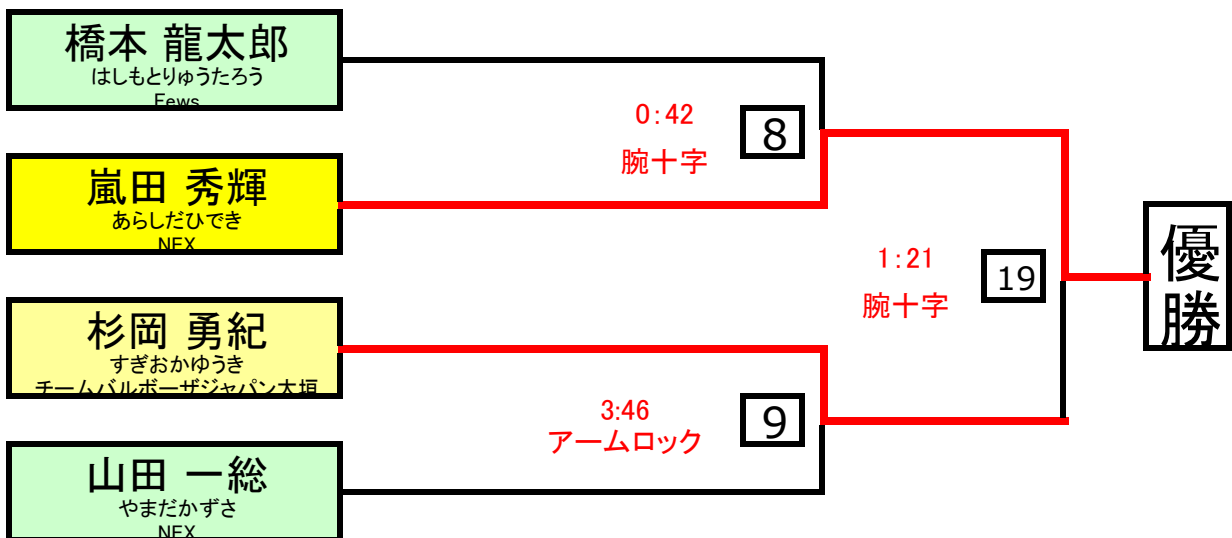 橋本 龍太郎
はしもとりゅうたろう
Fews
0:42
腕十字
8
嵐田 秀輝
あらしだひでき
NEX
1:21
腕十字
19
優勝
杉岡 勇紀
すぎおかゆうき
チームバルボーザジャパン大垣
3:46
アームロック
9
山田 一総
やまだかずさ
NEX